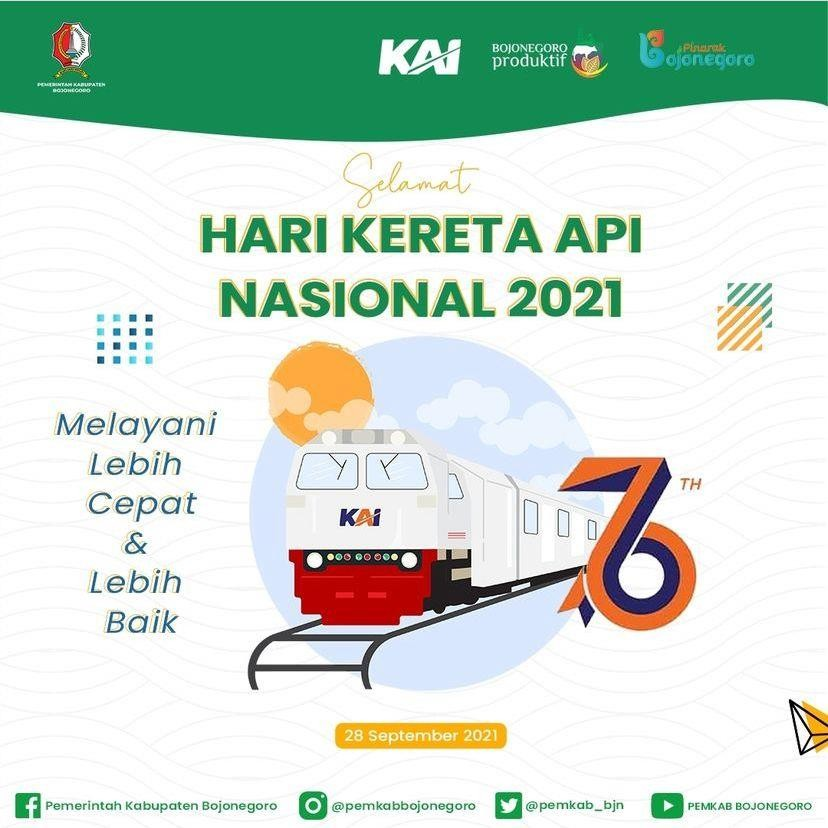 PEMERINTAH KABUPATEN
BOJONEGORO
KAI
BOJONEGORO
produktif
Pinarak
Bojonegoro
Selamat
HARI KERETA API
NASIONAL 2021
Melayani
Lebih
Cepat
&
Lebih
Baik
KAI
76 TH
28 September 2021
Pemerintah Kabupaten Bojonegoro
@pemkabbojonegoro
@pemkab_bjn
PEMKAB BOJONEGORO